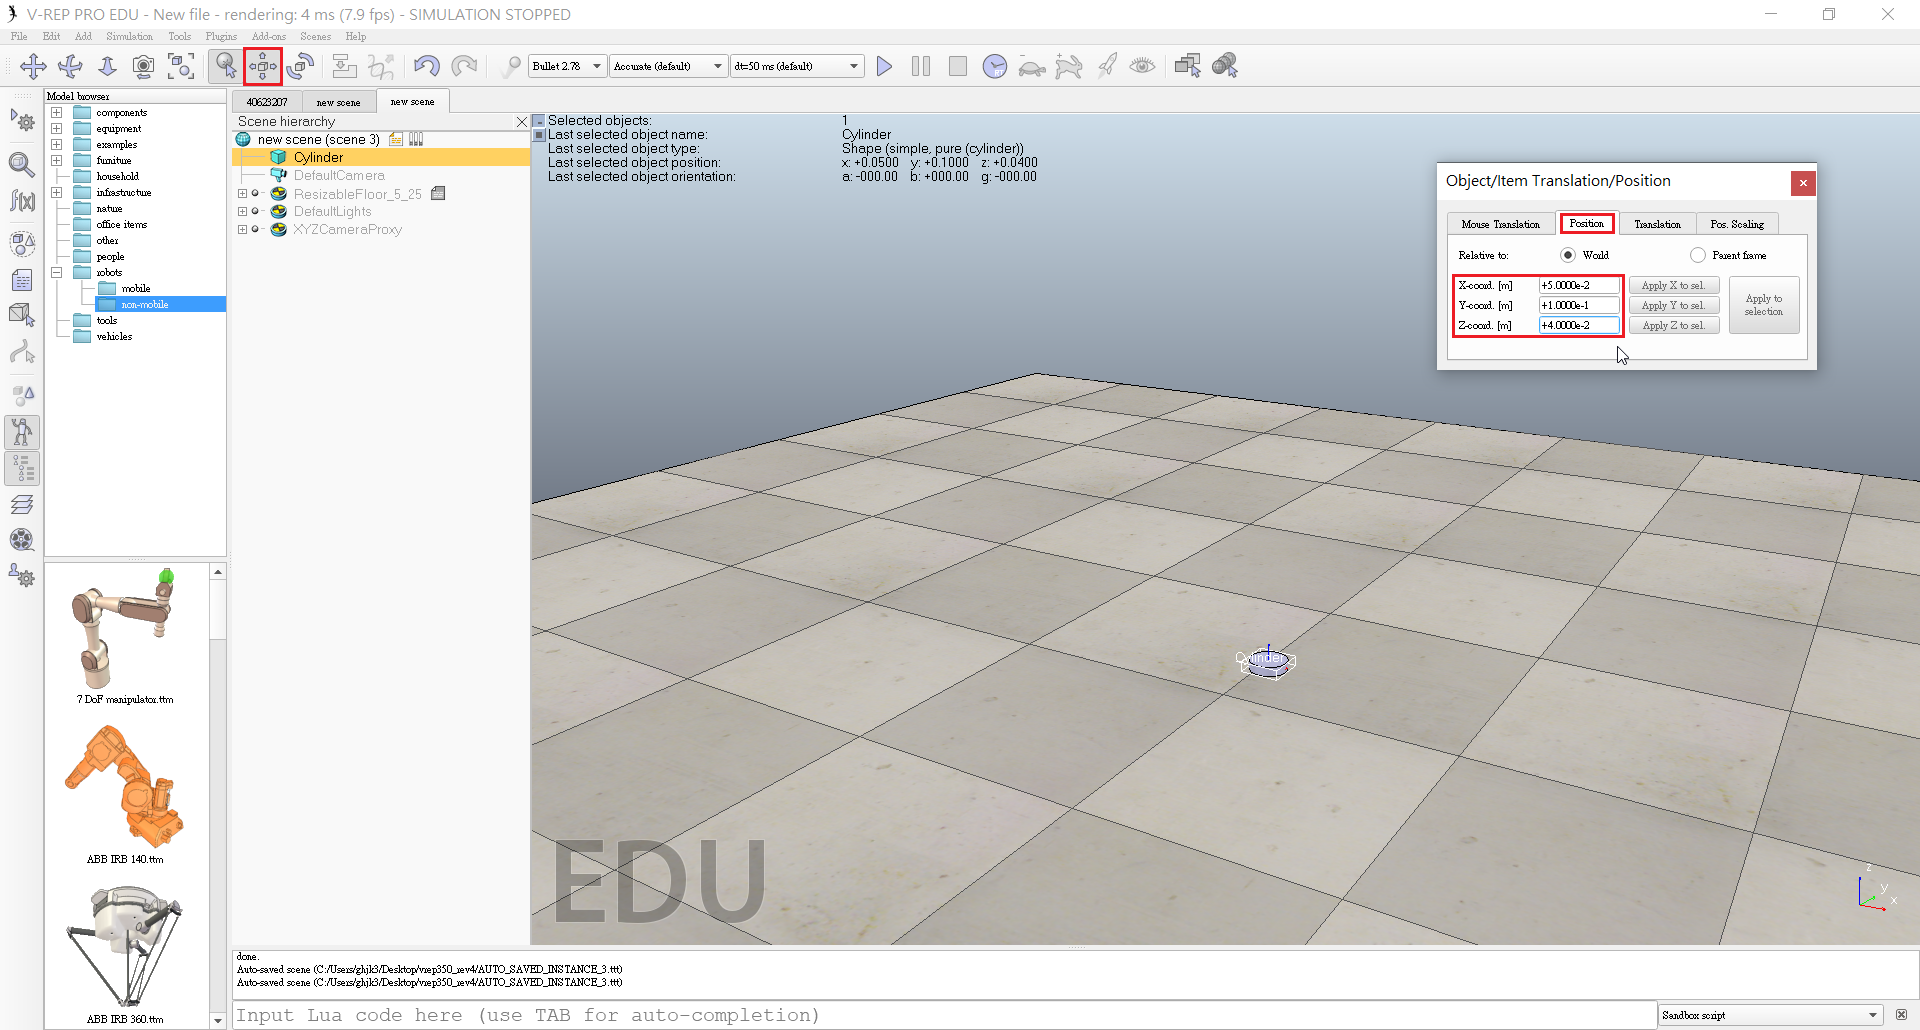 V-REP PRO EDU - New file - rendering: 4 ms (7.9 fps) - SIMULATION STOPPED
File Edit Add Simulation Tools Plugins Add-ons Scenes Help
Bullet 2.78 Accurate (default) dt=50 ms (default)
Model browser
components
equipment
examples
furniture
household
infrastructure
nature
office items
other
people
robots
mobile
non-mobile
tools
vehicles
7 DoF manipulator.ttm
ABB IRB 140.ttm
ABB IRB 360.ttm
40623207 new scene new scene
Scene hierarchy
new scene (scene 3)
Cylinder
DefaultCamera
ResizableFloor_5_25
DefaultLights
XYZCameraProxy
Selected objects: 1
Last selected object name: Cylinder
Last selected object type: Shape (simple, pure (cylinder))
Last selected object position: x: +0.0500 y: +0.1000 z: +0.0400
Last selected object orientation: a: -000.00 b: +000.00 g: -000.00
Object/Item Translation/Position
Mouse Translation Position Translation Pos. Scaling
Relative to: World Parent frame
X-coord. [m] +5.0000e-2 Apply X to sel.
Y-coord. [m] +1.0000e-1 Apply Y to sel.
Z-coord. [m] +4.0000e-2 Apply Z to sel.
Apply to
selection
Cylinder
EDU
z
y
x
done.
Auto-saved scene (C:/Users/ghjk3/Desktop/vrep350_rev4/AUTO_SAVED_INSTANCE_3.ttt)
Auto-saved scene (C:/Users/ghjk3/Desktop/vrep350_rev4/AUTO_SAVED_INSTANCE_3.ttt)
Input Lua code here (use TAB for auto-completion)
Sandbox script